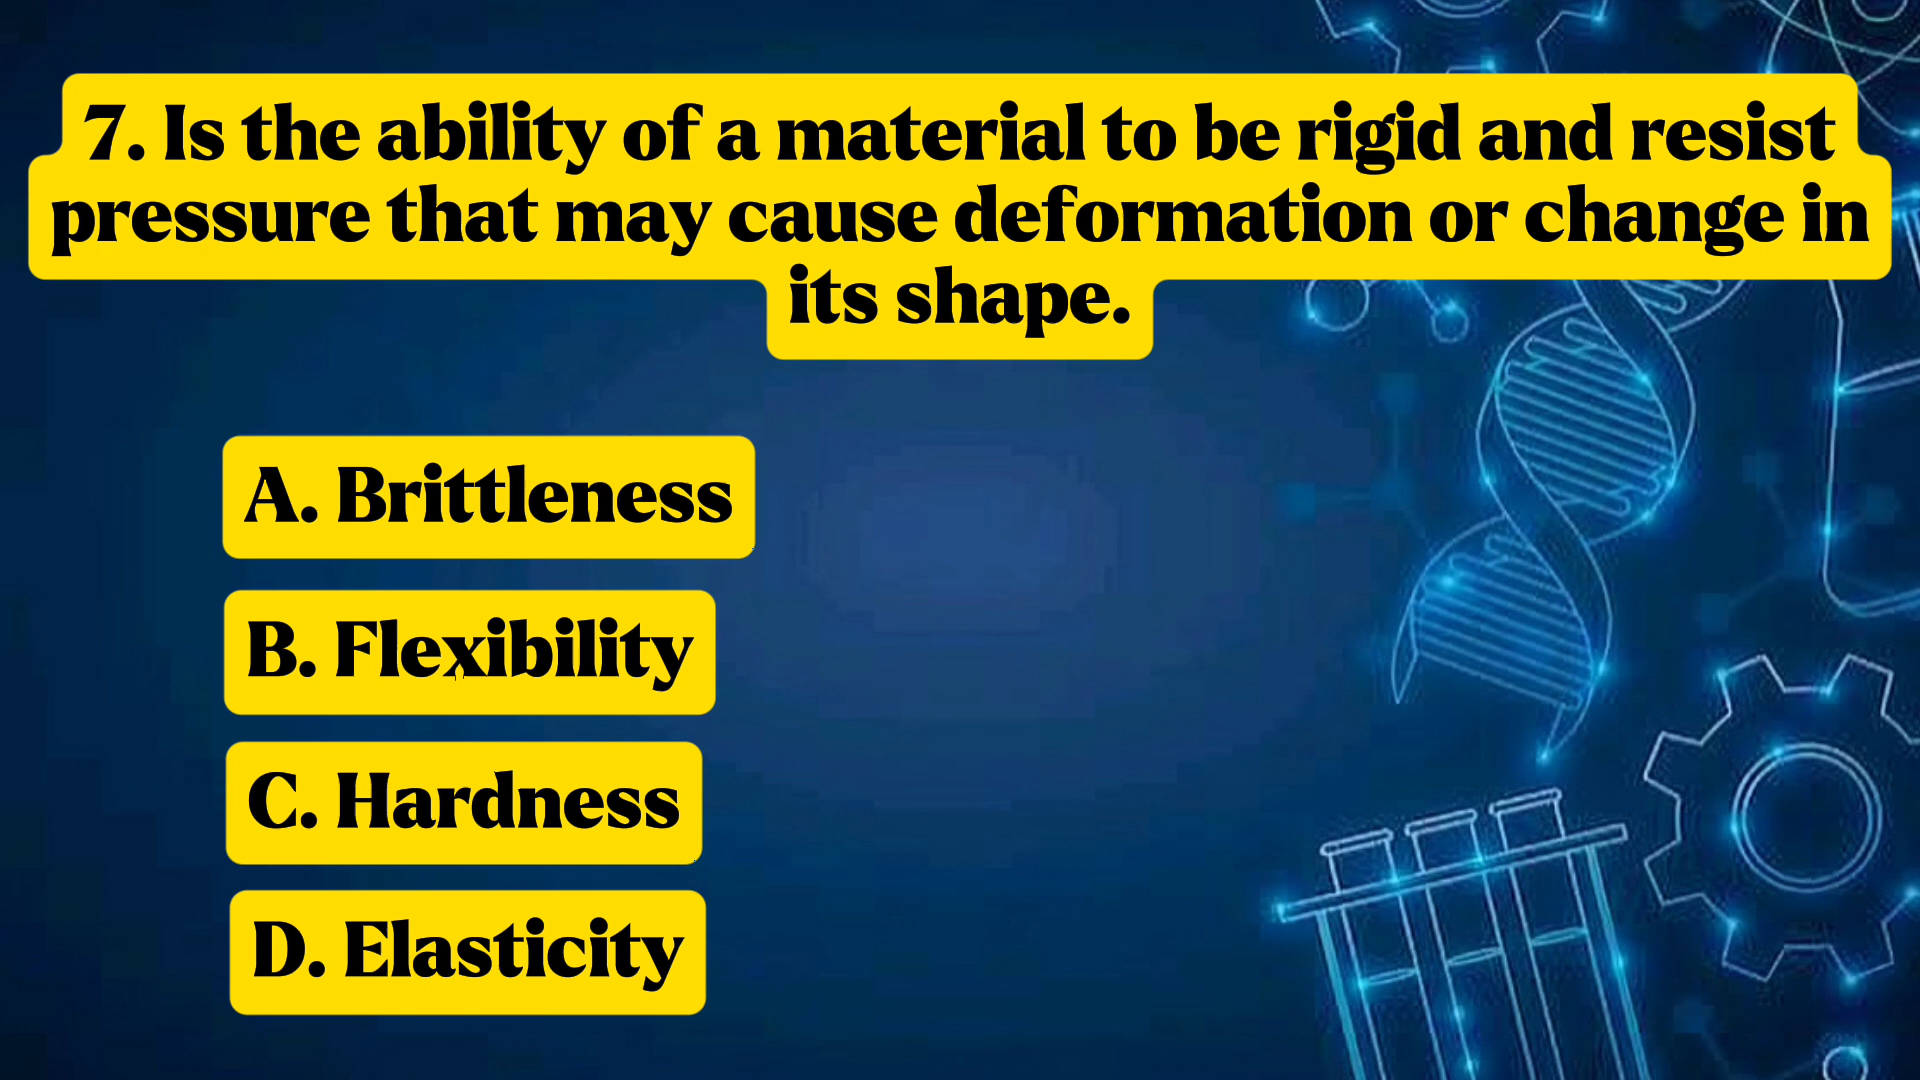 7. Is the ability of a material to be rigid and resist
pressure that may cause deformation or change in
its shape.
A. Brittleness
B. Flexibility
C. Hardness
D. Elasticity